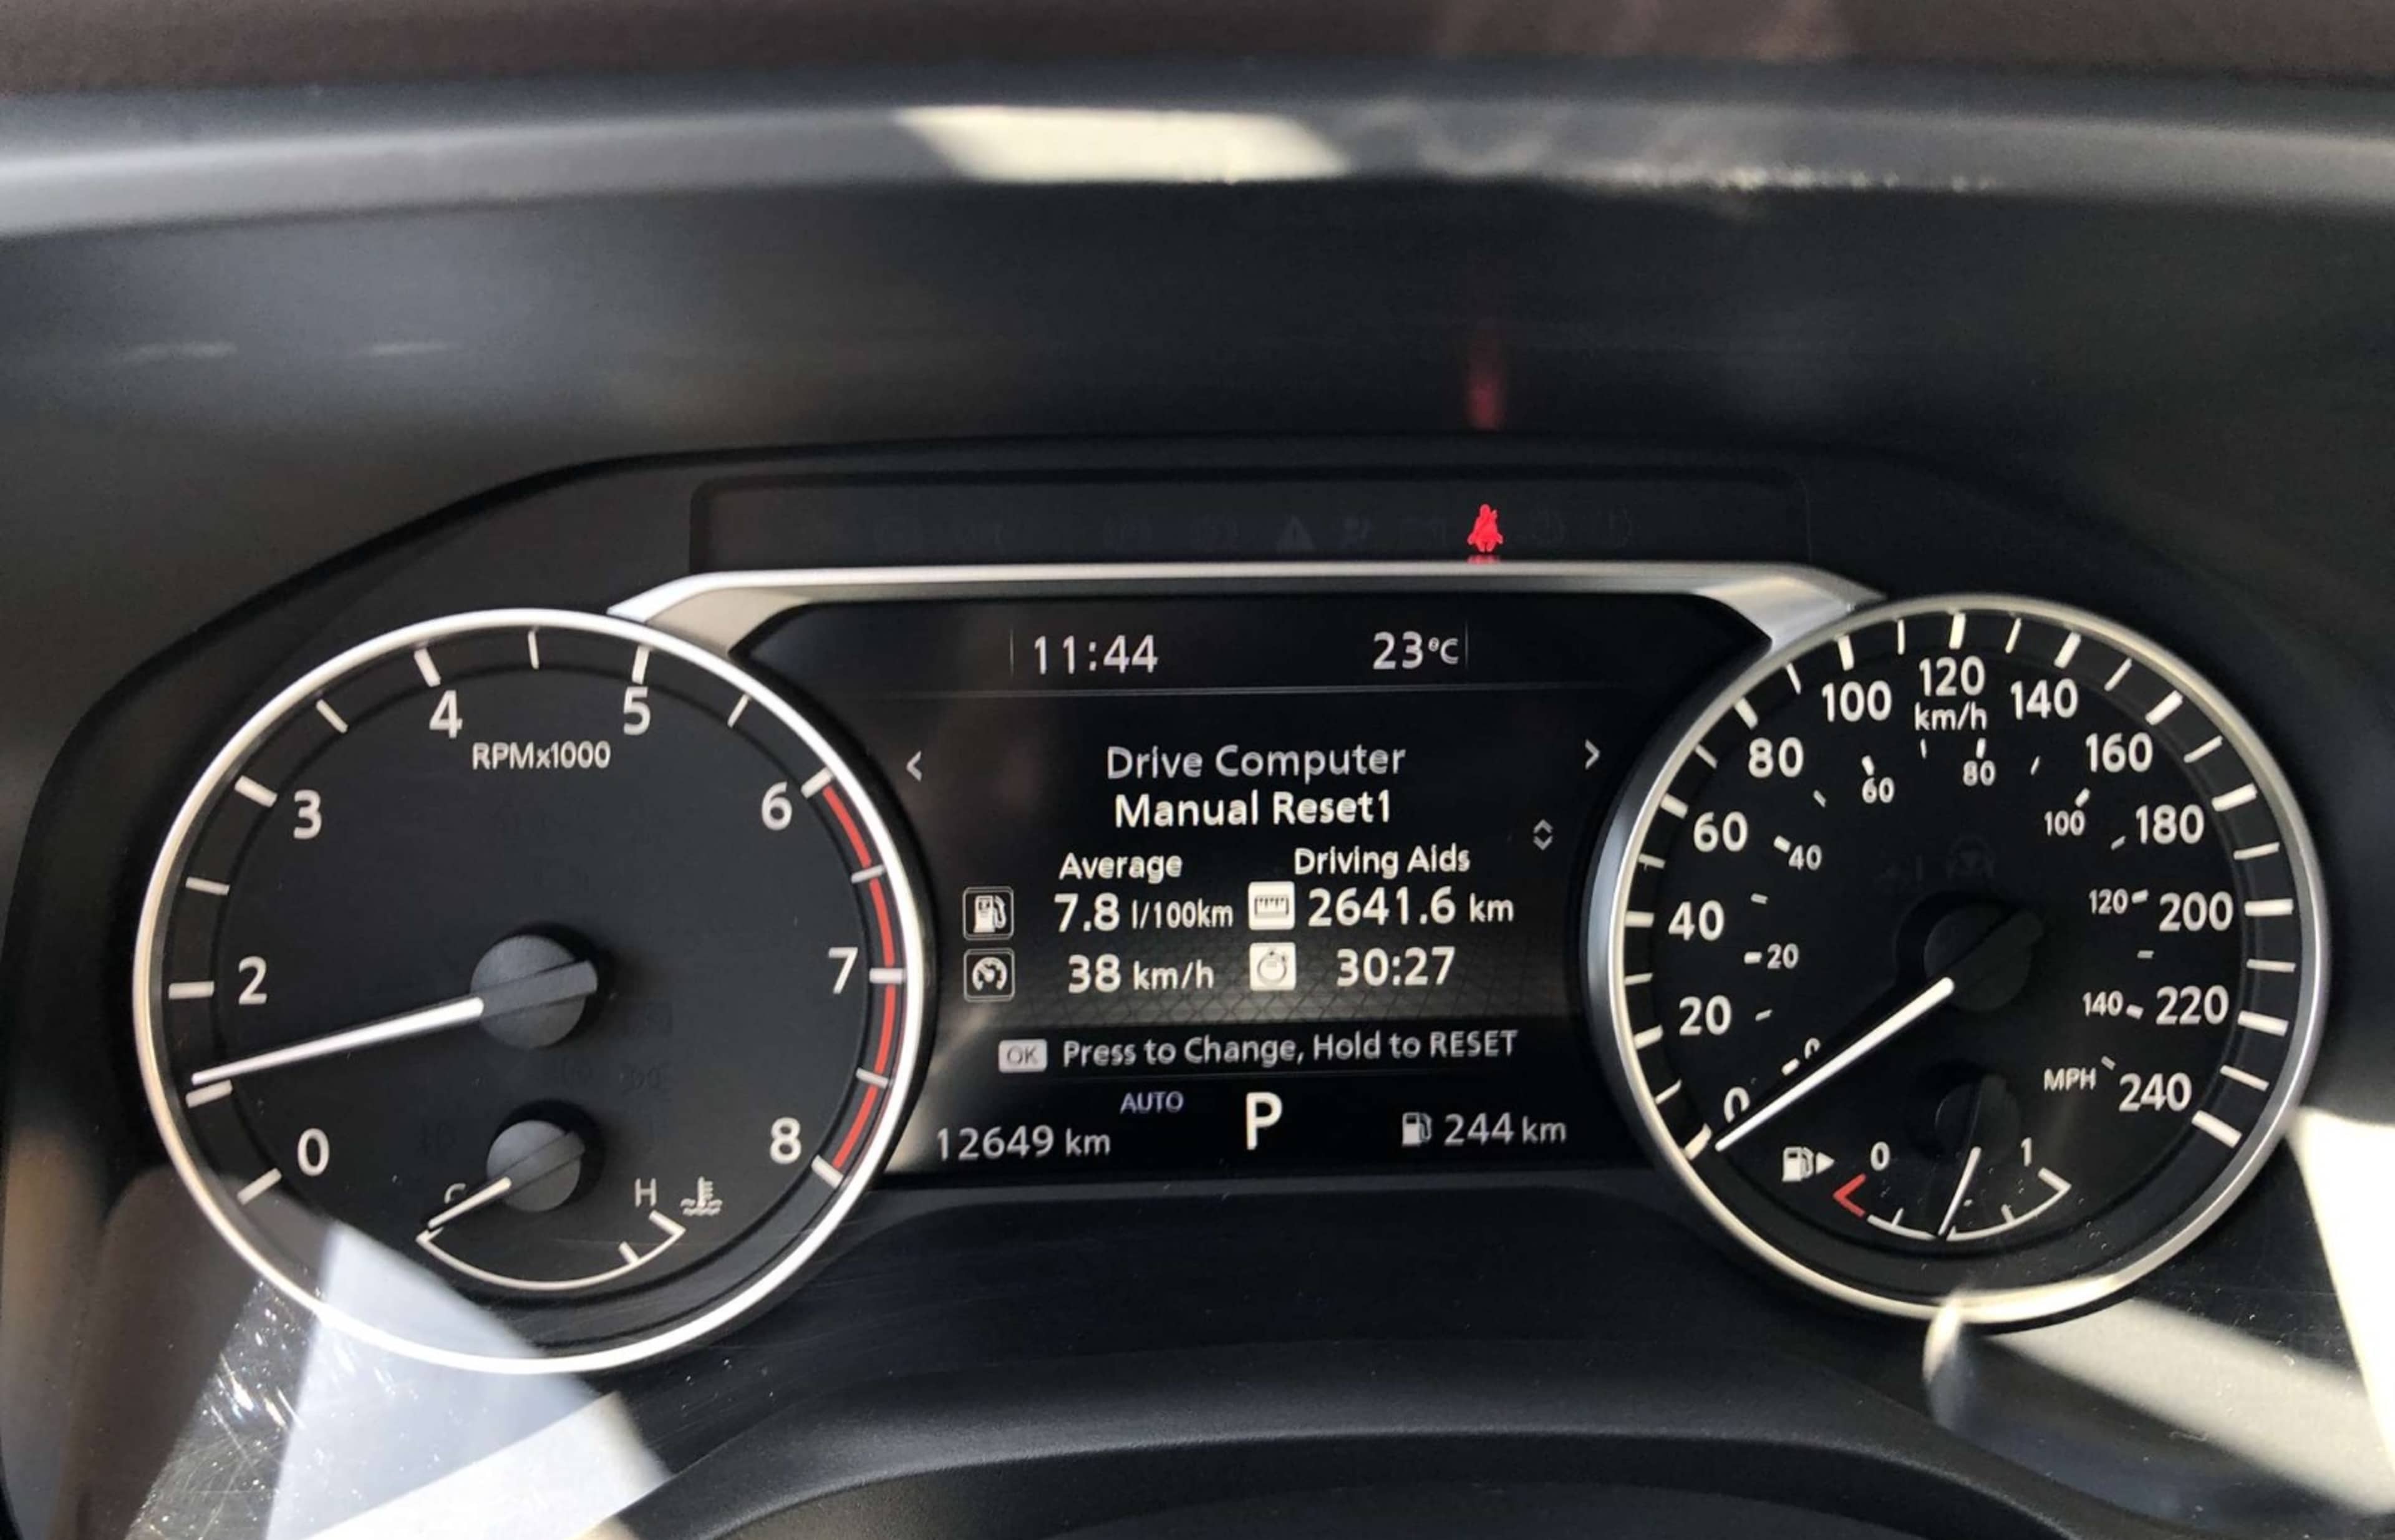 11:44 23°C
< Drive Computer >
Manual Reset1
Average Driving Aids
7.8 l/100km 2641.6 km
38 km/h 30:27
OK Press to Change, Hold to RESET
AUTO
12649 km P 244 km
RPMx1000
0
2
3
4
5
6
7
8
C H
km/h
0
20
40
60
80
100
120
140
160
180
200
220
240
MPH
0
20
40
60
80
100
120
140
0 1